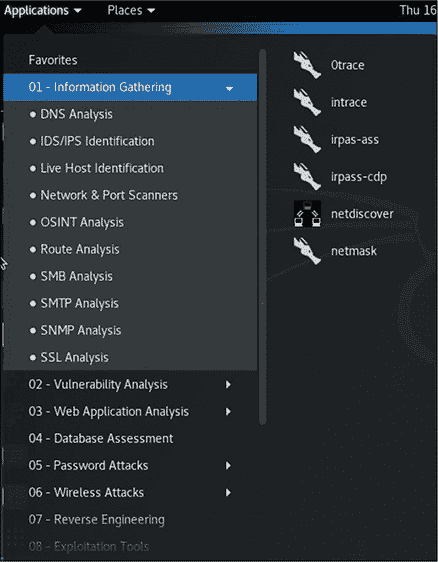 Applications Places Thu 16
Favorites
01 - Information Gathering
DNS Analysis
IDS/IPS Identification
Live Host Identification
Network & Port Scanners
OSINT Analysis
Route Analysis
SMB Analysis
SMTP Analysis
SNMP Analysis
SSL Analysis
02 - Vulnerability Analysis
03 - Web Application Analysis
04 - Database Assessment
05 - Password Attacks
06 - Wireless Attacks
07 - Reverse Engineering
08 - Exploitation Tools
0trace
intrace
irpas-ass
irpass-cdp
netdiscover
netmask